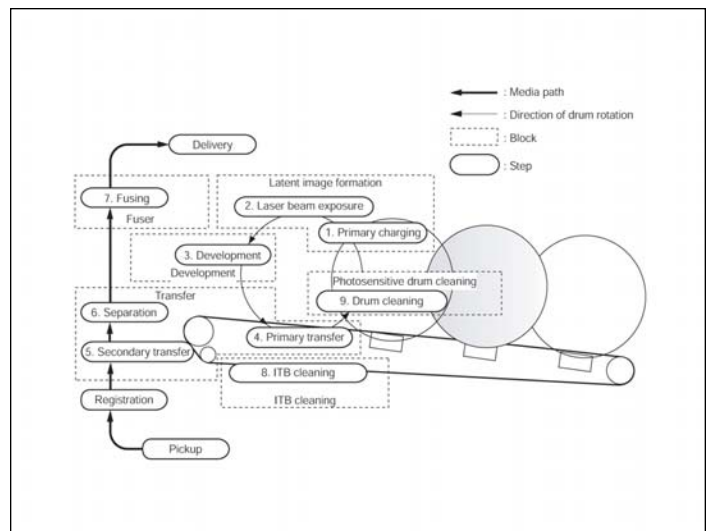 : Media path
: Direction of drum rotation
: Block
: Step
Delivery
Latent image formation
7. Fusing
2. Laser beam exposure
Fuser
1. Primary charging
3. Development
Development
Photosensitive drum cleaning
Transfer
9. Drum cleaning
6. Separation
4. Primary transfer
5. Secondary transfer
8. ITB cleaning
Registration
ITB cleaning
Pickup